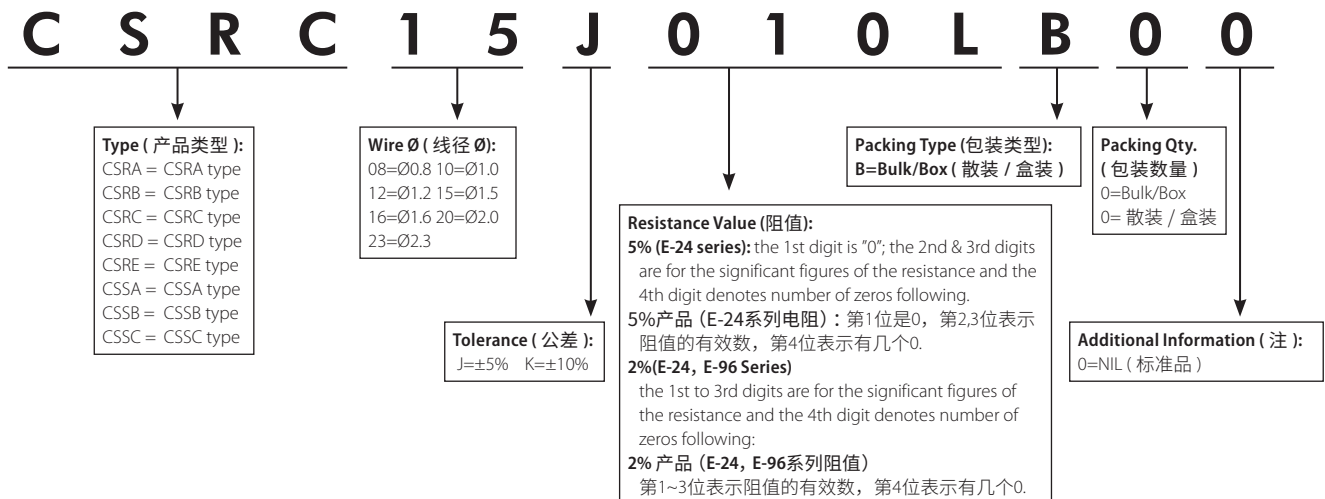 C S R C 1 5 J 0 1 0 L B 0 0
Type ( 产品类型 ):
CSRA = CSRA type
CSRB = CSRB type
CSRC = CSRC type
CSRD = CSRD type
CSRE = CSRE type
CSSA = CSSA type
CSSB = CSSB type
CSSC = CSSC type
Wire Ø ( 线径 Ø):
08=Ø0.8 10=Ø1.0
12=Ø1.2 15=Ø1.5
16=Ø1.6 20=Ø2.0
23=Ø2.3
Tolerance ( 公差 ):
J=±5% K=±10%
Resistance Value (阻值):
5% (E-24 series): the 1st digit is "0"; the 2nd & 3rd digits
are for the significant figures of the resistance and the
4th digit denotes number of zeros following.
5%产品（E-24系列电阻）：第1位是0，第2,3位表示
阻值的有效数，第4位表示有几个0.
2%(E-24, E-96 Series)
the 1st to 3rd digits are for the significant figures of
the resistance and the 4th digit denotes number of
zeros following:
2% 产品（E-24, E-96系列阻值）
第1~3位表示阻值的有效数，第4位表示有几个0.
Packing Type (包装类型):
B=Bulk/Box ( 散装 / 盒装 )
Packing Qty.
( 包装数量 )
0=Bulk/Box
0= 散装 / 盒装
Additional Information ( 注 ):
0=NIL ( 标准品 )